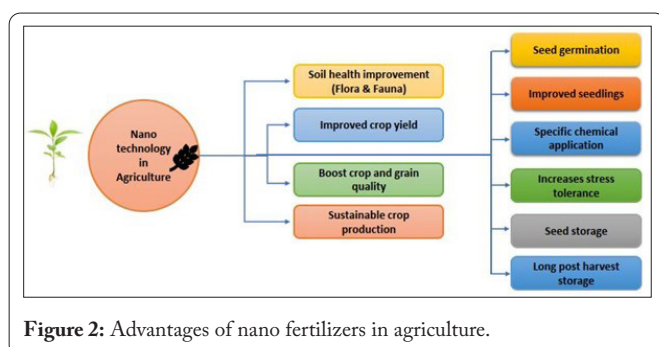 Nano
technology
in
Agriculture
Soil health improvement
(Flora & Fauna)
Improved crop yield
Boost crop and grain
quality
Sustainable crop
production
Seed germination
Improved seedlings
Specific chemical
application
Increases stress
tolerance
Seed storage
Long post harvest
storage
Figure 2: Advantages of nano fertilizers in agriculture.